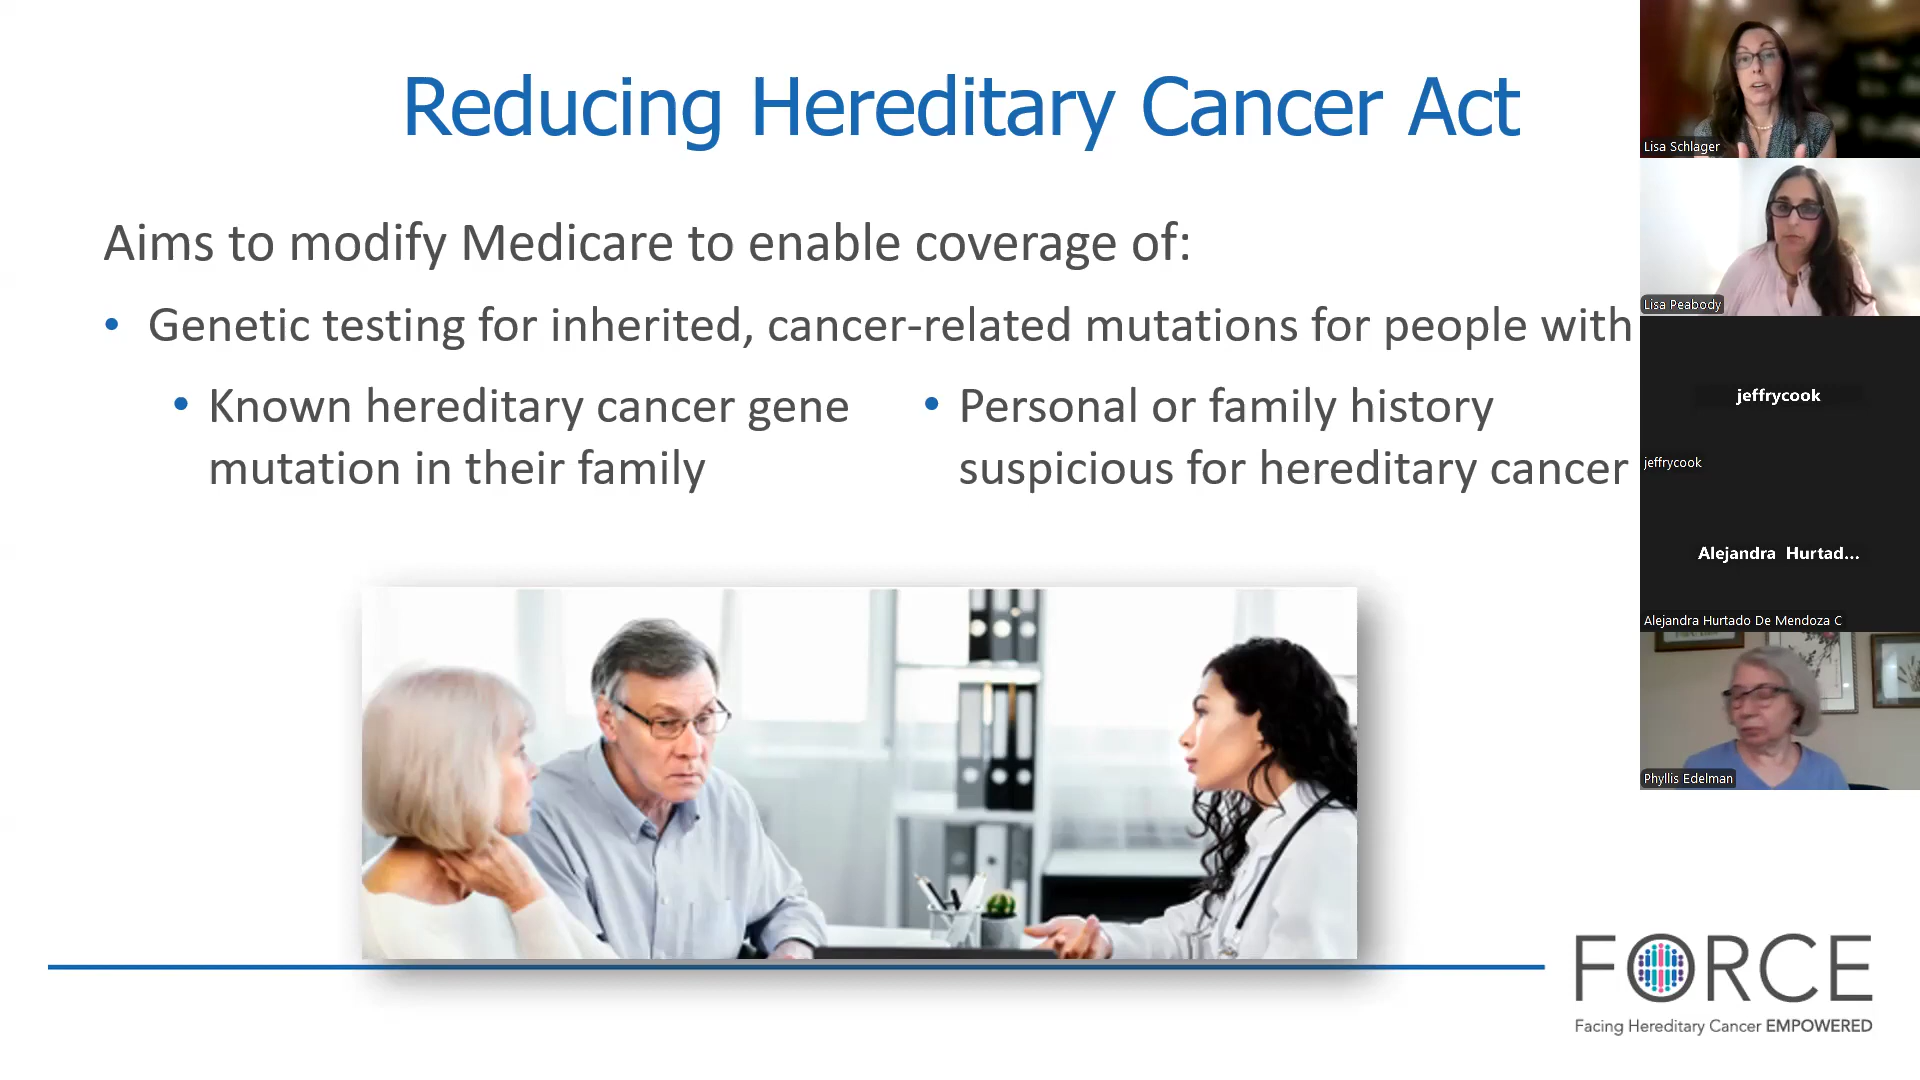 Reducing Hereditary Cancer Act
Aims to modify Medicare to enable coverage of:
• Genetic testing for inherited, cancer-related mutations for people with
• Known hereditary cancer gene
mutation in their family
• Personal or family history
suspicious for hereditary cancer
FORCE
Facing Hereditary Cancer EMPOWERED
Lisa Schlager
Lisa Peabody
jeffrycook
jeffrycook
Alejandra Hurtad...
Alejandra Hurtado De Mendoza C
Phyllis Edelman